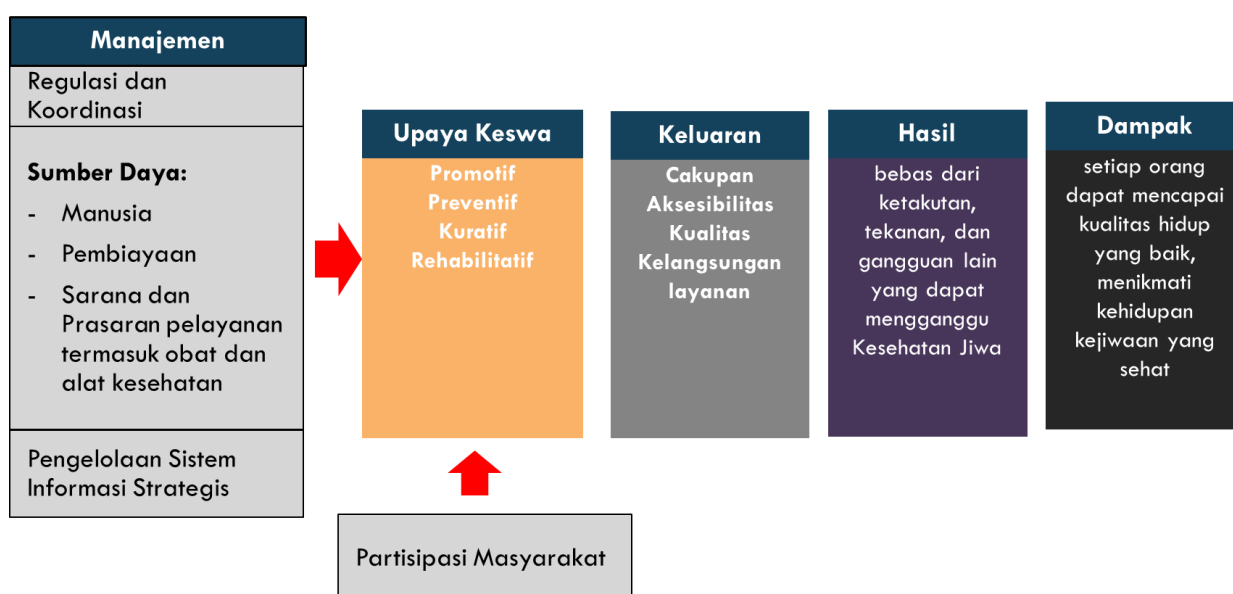 Manajemen
Regulasi dan
Koordinasi
Sumber Daya:
- Manusia
- Pembiayaan
- Sarana dan
Prasaran pelayanan
termasuk obat dan
alat kesehatan
Pengelolaan Sistem
Informasi Strategis
Upaya Keswa
Promotif
Preventif
Kuratif
Rehabilitatif
Keluaran
Cakupan
Aksesibilitas
Kualitas
Kelangsungan
layanan
Hasil
bebas dari
ketakutan,
tekanan, dan
gangguan lain
yang dapat
mengganggu
Kesehatan Jiwa
Dampak
setiap orang
dapat mencapai
kualitas hidup
yang baik,
menikmati
kehidupan
kejiwaan yang
sehat
Partisipasi Masyarakat